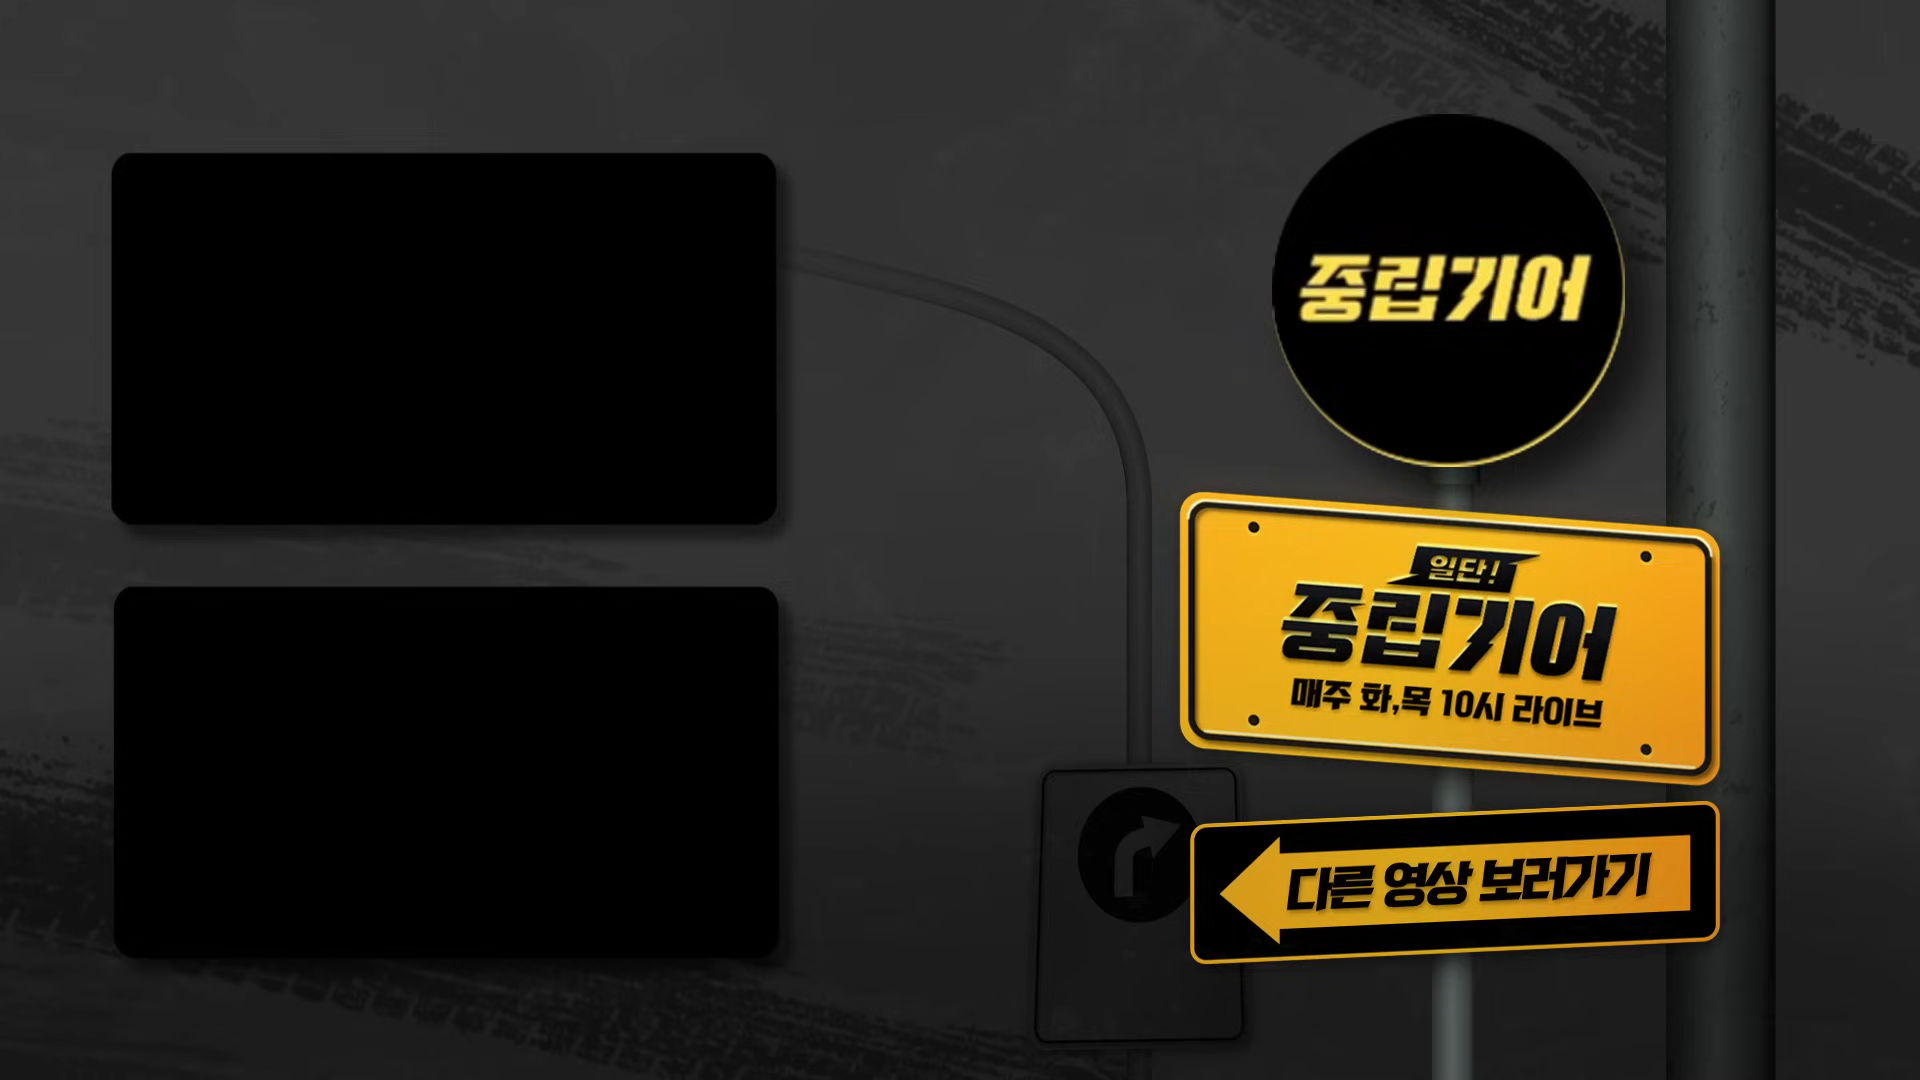 중립기어
일단!
중립기어
매주 화,목 10시 라이브
다른 영상 보러가기